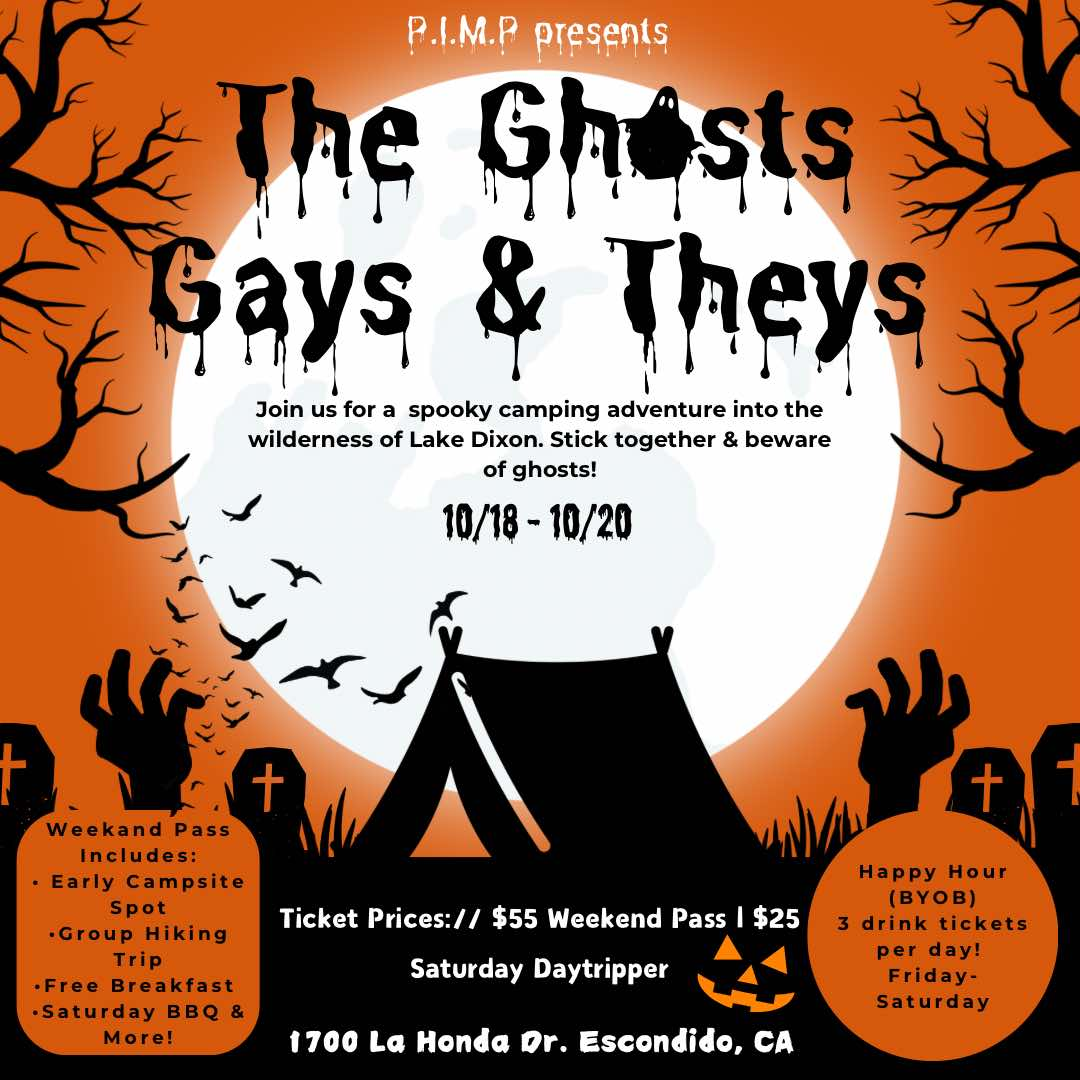 P.I.M.P presents
The Ghosts
Gays & Theys
Join us for a spooky camping adventure into the
wilderness of Lake Dixon. Stick together & beware
of ghosts!
10/18 - 10/20
Weekand Pass
Includes:
• Early Campsite
Spot
•Group Hiking
Trip
•Free Breakfast
•Saturday BBQ &
More!
Ticket Prices:// $55 Weekend Pass | $25
Saturday Daytripper
1700 La Honda Dr. Escondido, CA
Happy Hour
(BYOB)
3 drink tickets
per day!
Friday-
Saturday